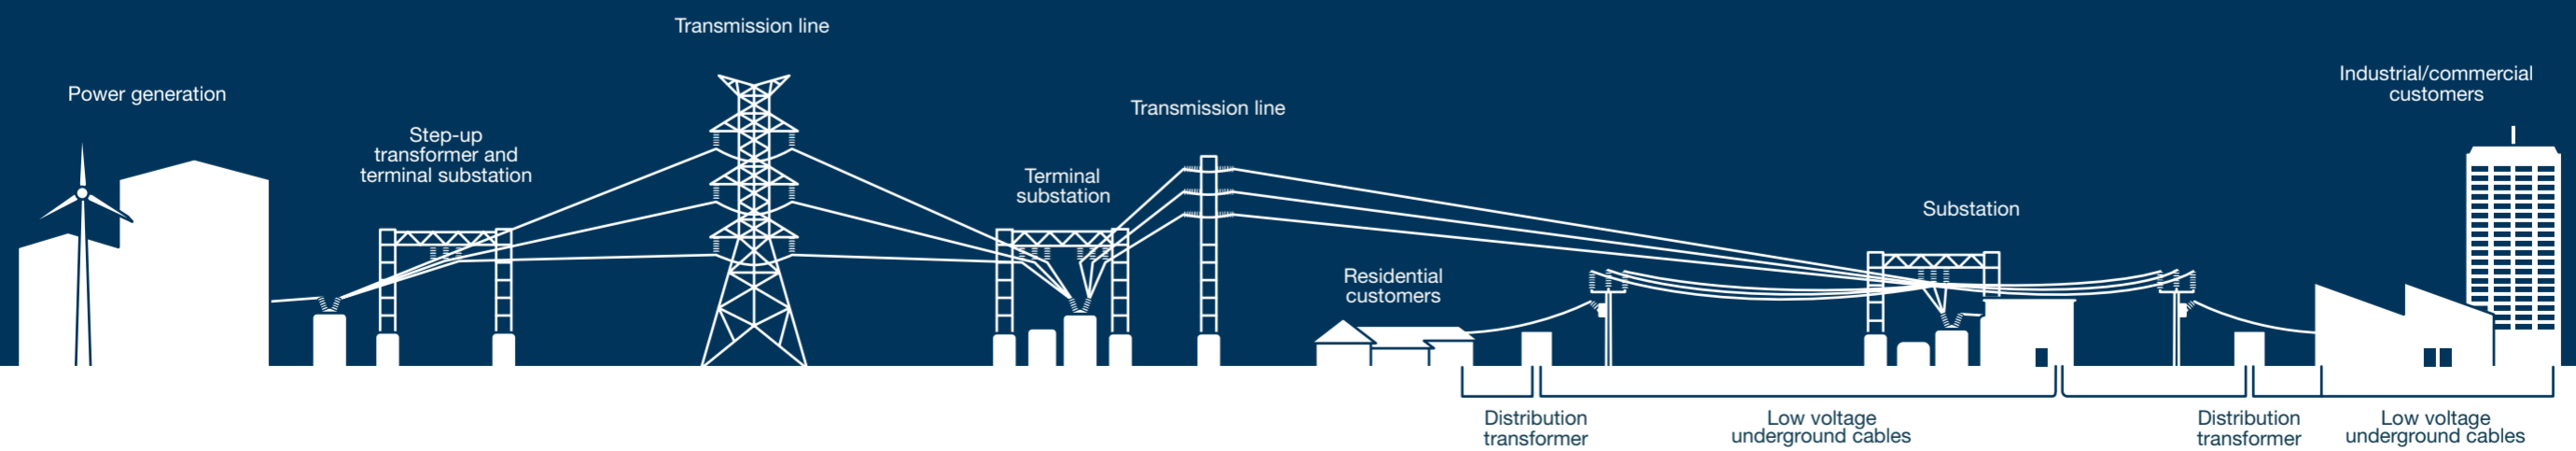 Power generation
Step-up
transformer and
terminal substation
Transmission line
Terminal
substation
Transmission line
Residential
customers
Substation
Industrial/commercial
customers
Distribution
transformer
Low voltage
underground cables
Distribution
transformer
Low voltage
underground cables